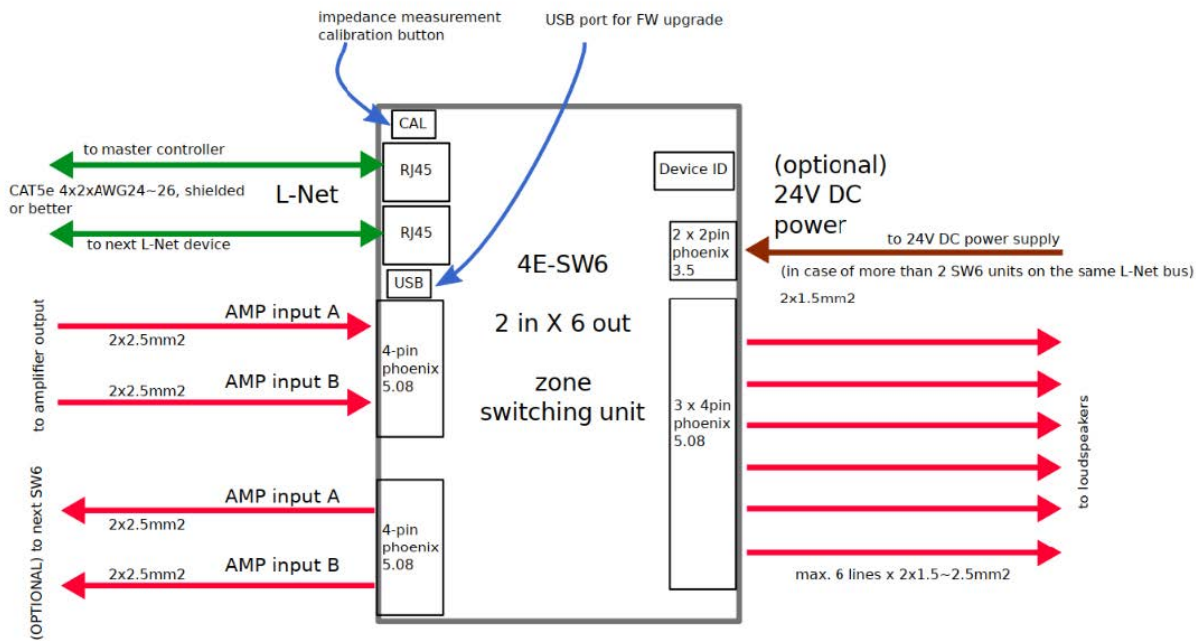 impedance measurement
calibration button
USB port for FW upgrade
CAL
to master controller
RJ45
Device ID
(optional)
24V DC
power
CAT5e 4x2xAWG24~26, shielded
or better
L-Net
RJ45
to next L-Net device
2 x 2pin
phoenix
3.5
to 24V DC power supply
(in case of more than 2 SW6 units on the same L-Net bus)
2x1.5mm2
USB
4E-SW6
2 in X 6 out
zone
switching unit
to amplifier output
AMP input A
2x2.5mm2
AMP input B
2x2.5mm2
4-pin
phoenix
5.08
3 x 4pin
phoenix
5.08
to loudspeakers
(OPTIONAL) to next SW6
AMP input A
2x2.5mm2
AMP input B
2x2.5mm2
4-pin
phoenix
5.08
max. 6 lines x 2x1.5~2.5mm2